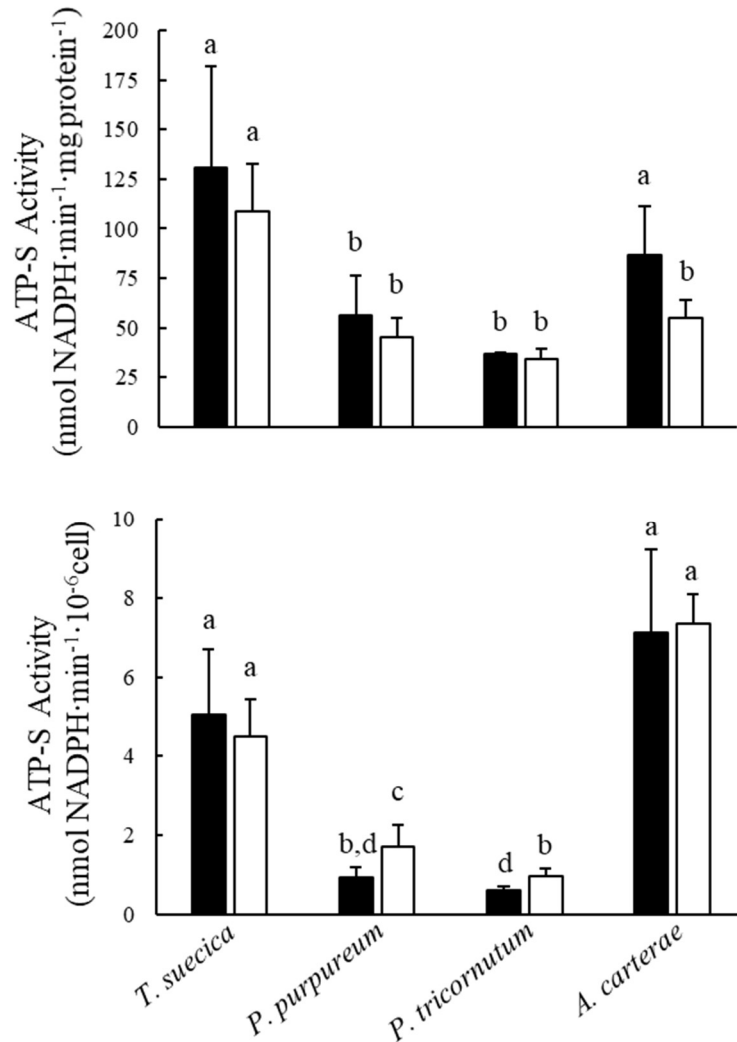 ATP-S Activity
(nmol NADPH·min⁻¹·mg protein⁻¹)
200
175
150
125
100
75
50
25
0
a
a
b
b
b
b
a
b
ATP-S Activity
(nmol NADPH·min⁻¹·10⁻⁶cell)
10
8
6
4
2
0
a
a
b,d
c
d
b
a
a
T. suecica
P. purpureum
P. tricornutum
A. carterae